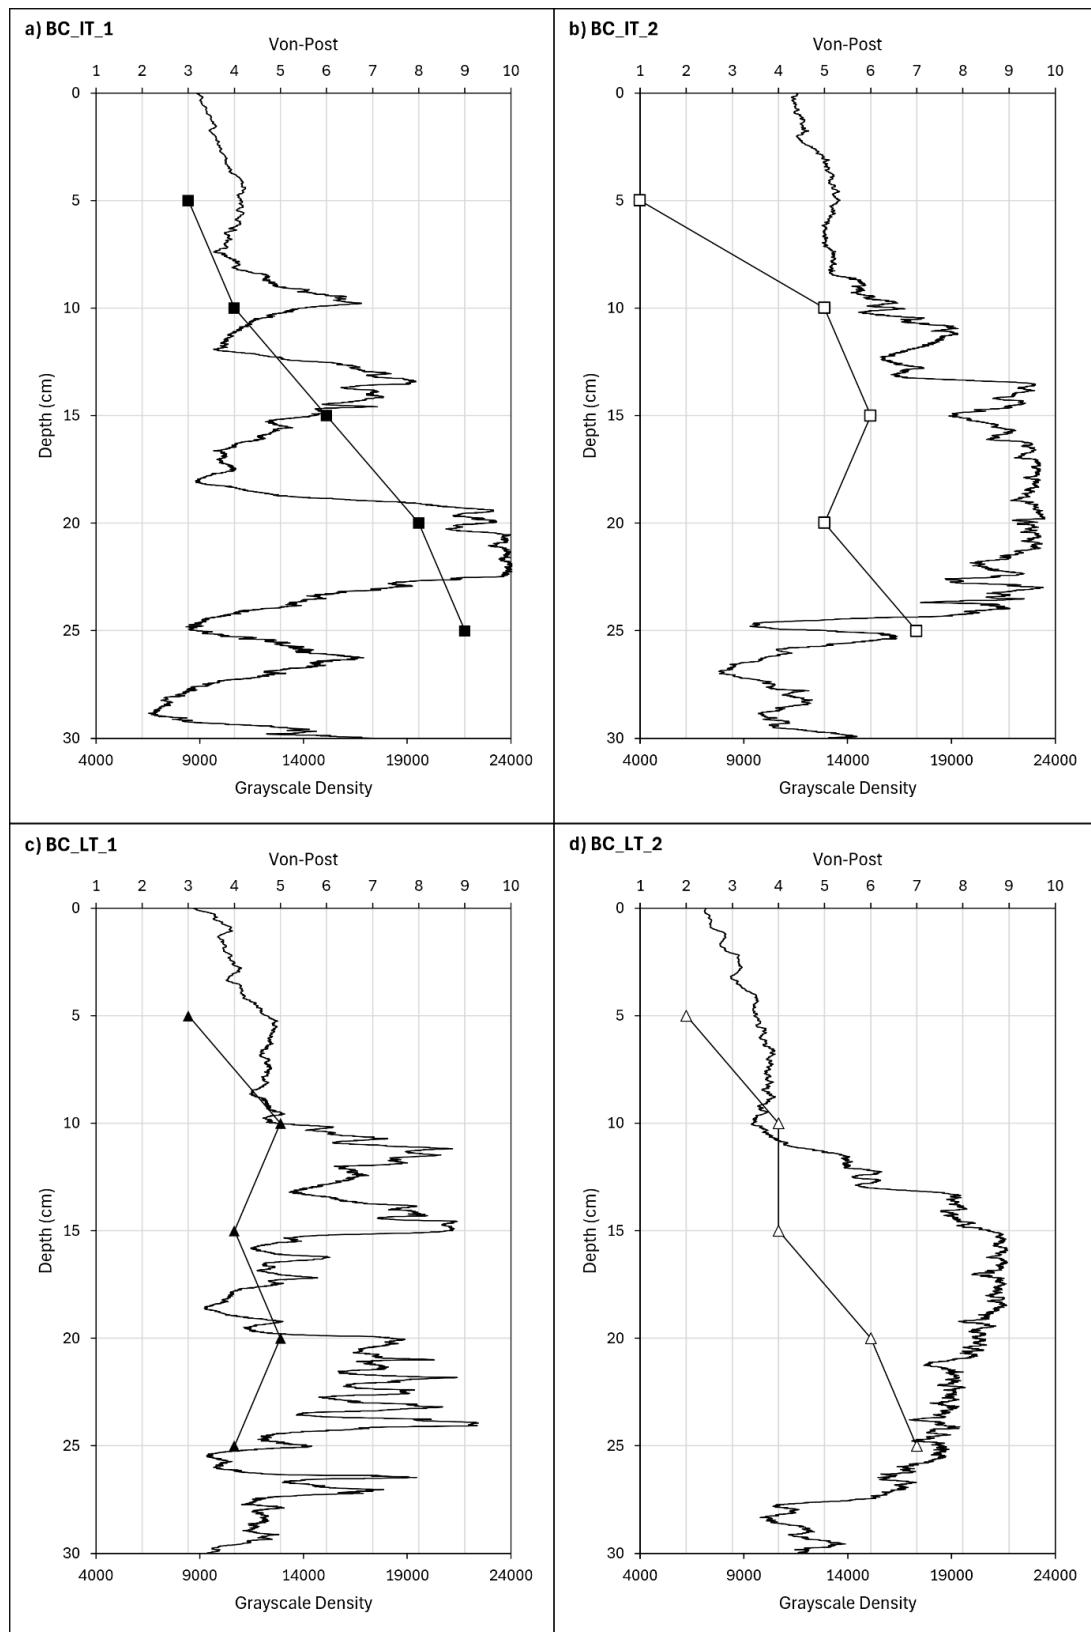 a) BC_IT_1
Von-Post
1 2 3 4 5 6 7 8 9 10
0
5
10
15
20
25
30
Depth (cm)
4000 9000 14000 19000 24000
Grayscale Density
b) BC_IT_2
Von-Post
1 2 3 4 5 6 7 8 9 10
0
5
10
15
20
25
30
Depth (cm)
4000 9000 14000 19000 24000
Grayscale Density
c) BC_LT_1
Von-Post
1 2 3 4 5 6 7 8 9 10
0
5
10
15
20
25
30
Depth (cm)
4000 9000 14000 19000 24000
Grayscale Density
d) BC_LT_2
Von-Post
1 2 3 4 5 6 7 8 9 10
0
5
10
15
20
25
30
Depth (cm)
4000 9000 14000 19000 24000
Grayscale Density